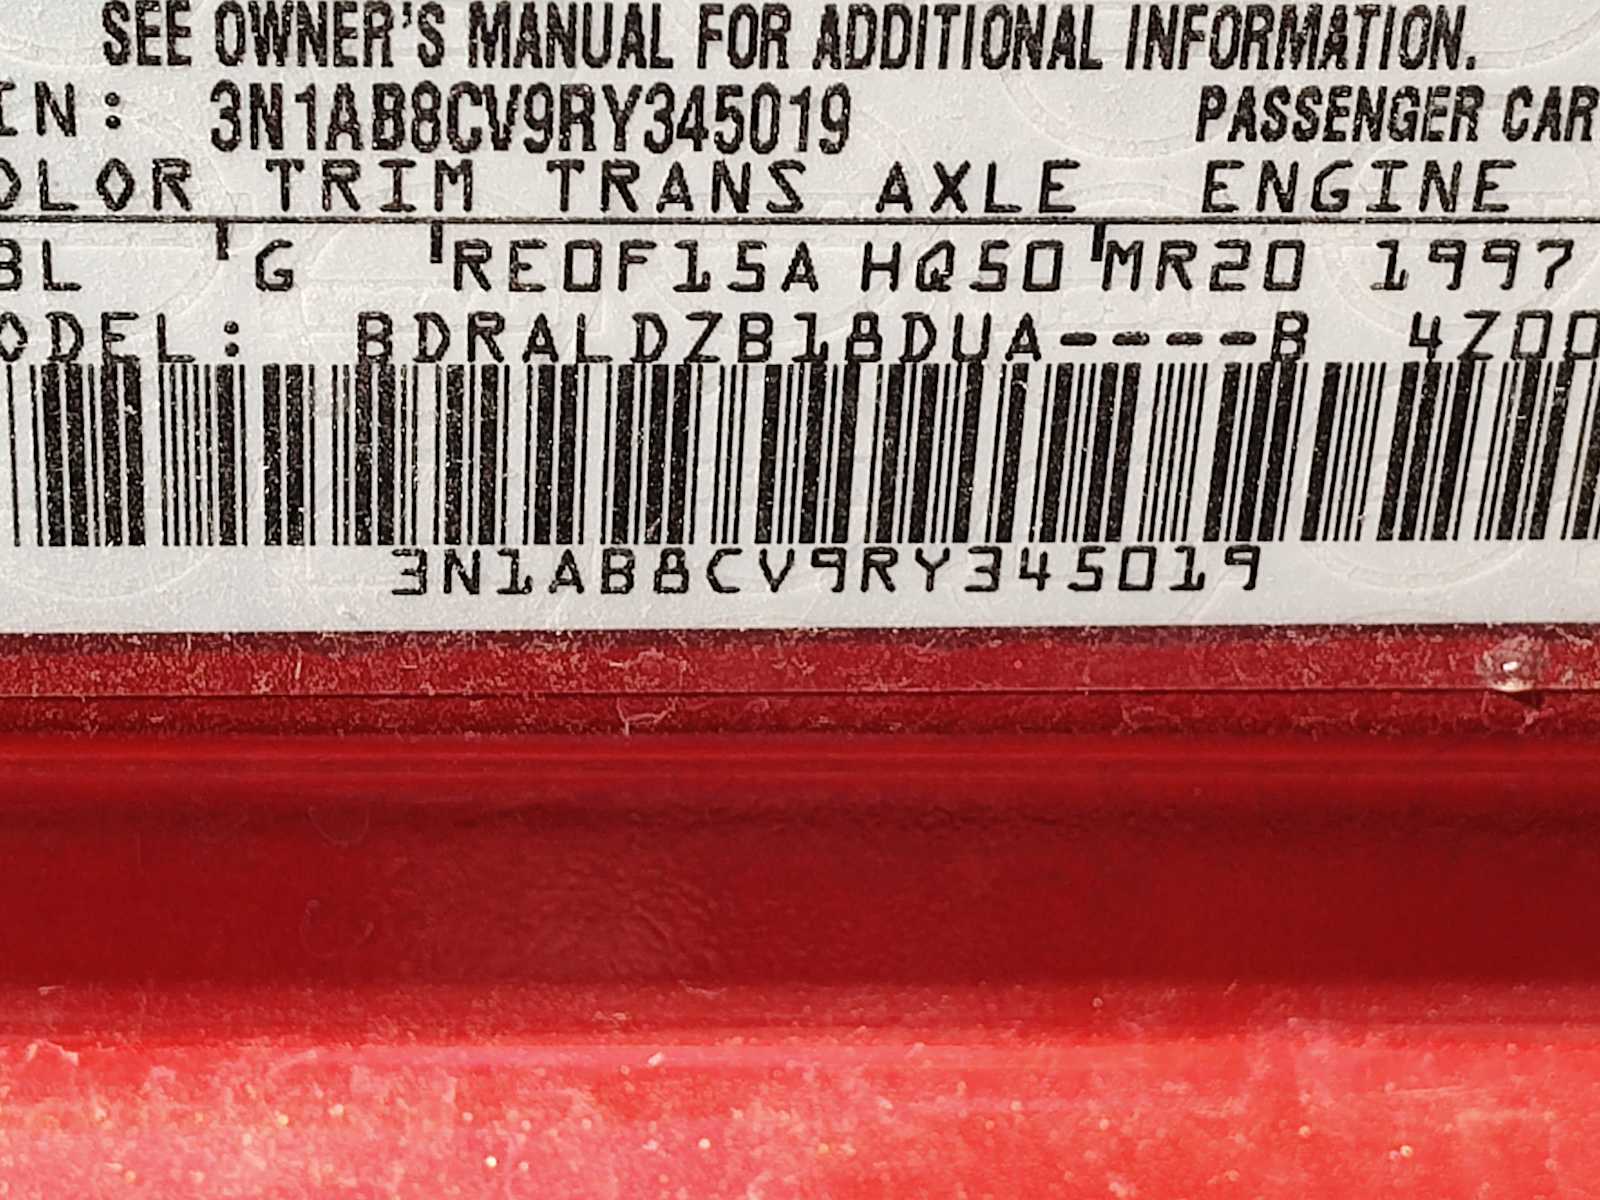 SEE OWNER'S MANUAL FOR ADDITIONAL INFORMATION.
IN: 3N1AB8CV9RY345019 PASSENGER CAR
OLOR TRIM TRANS AXLE ENGINE
BL G RE0F15A HQ50 MR20 1997
ODEL: BDRALDZB18DUA----B 4Z00
3N1AB8CV9RY345019